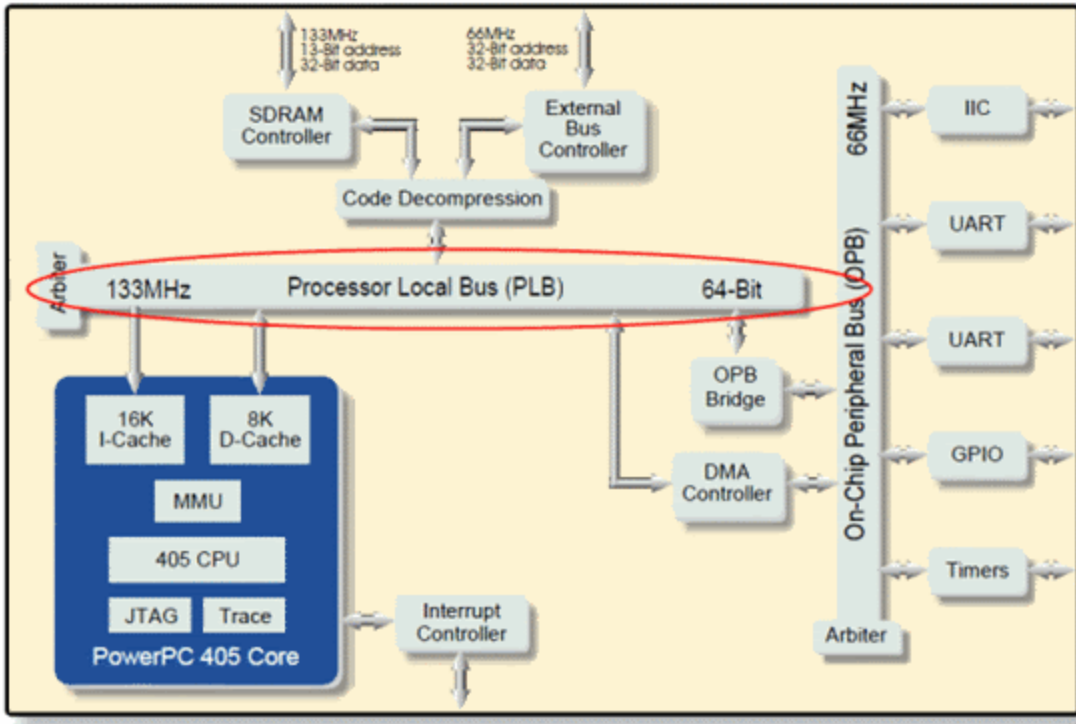 133MHz
13-Bit address
32-Bit data
66MHz
32-Bit address
32-Bit data
SDRAM
Controller
External
Bus
Controller
Code Decompression
Arbiter
133MHz
Processor Local Bus (PLB)
64-Bit
16K
I-Cache
8K
D-Cache
MMU
405 CPU
JTAG
Trace
PowerPC 405 Core
Interrupt
Controller
OPB
Bridge
DMA
Controller
On-Chip Peripheral Bus (OPB)
66MHz
Arbiter
IIC
UART
UART
GPIO
Timers